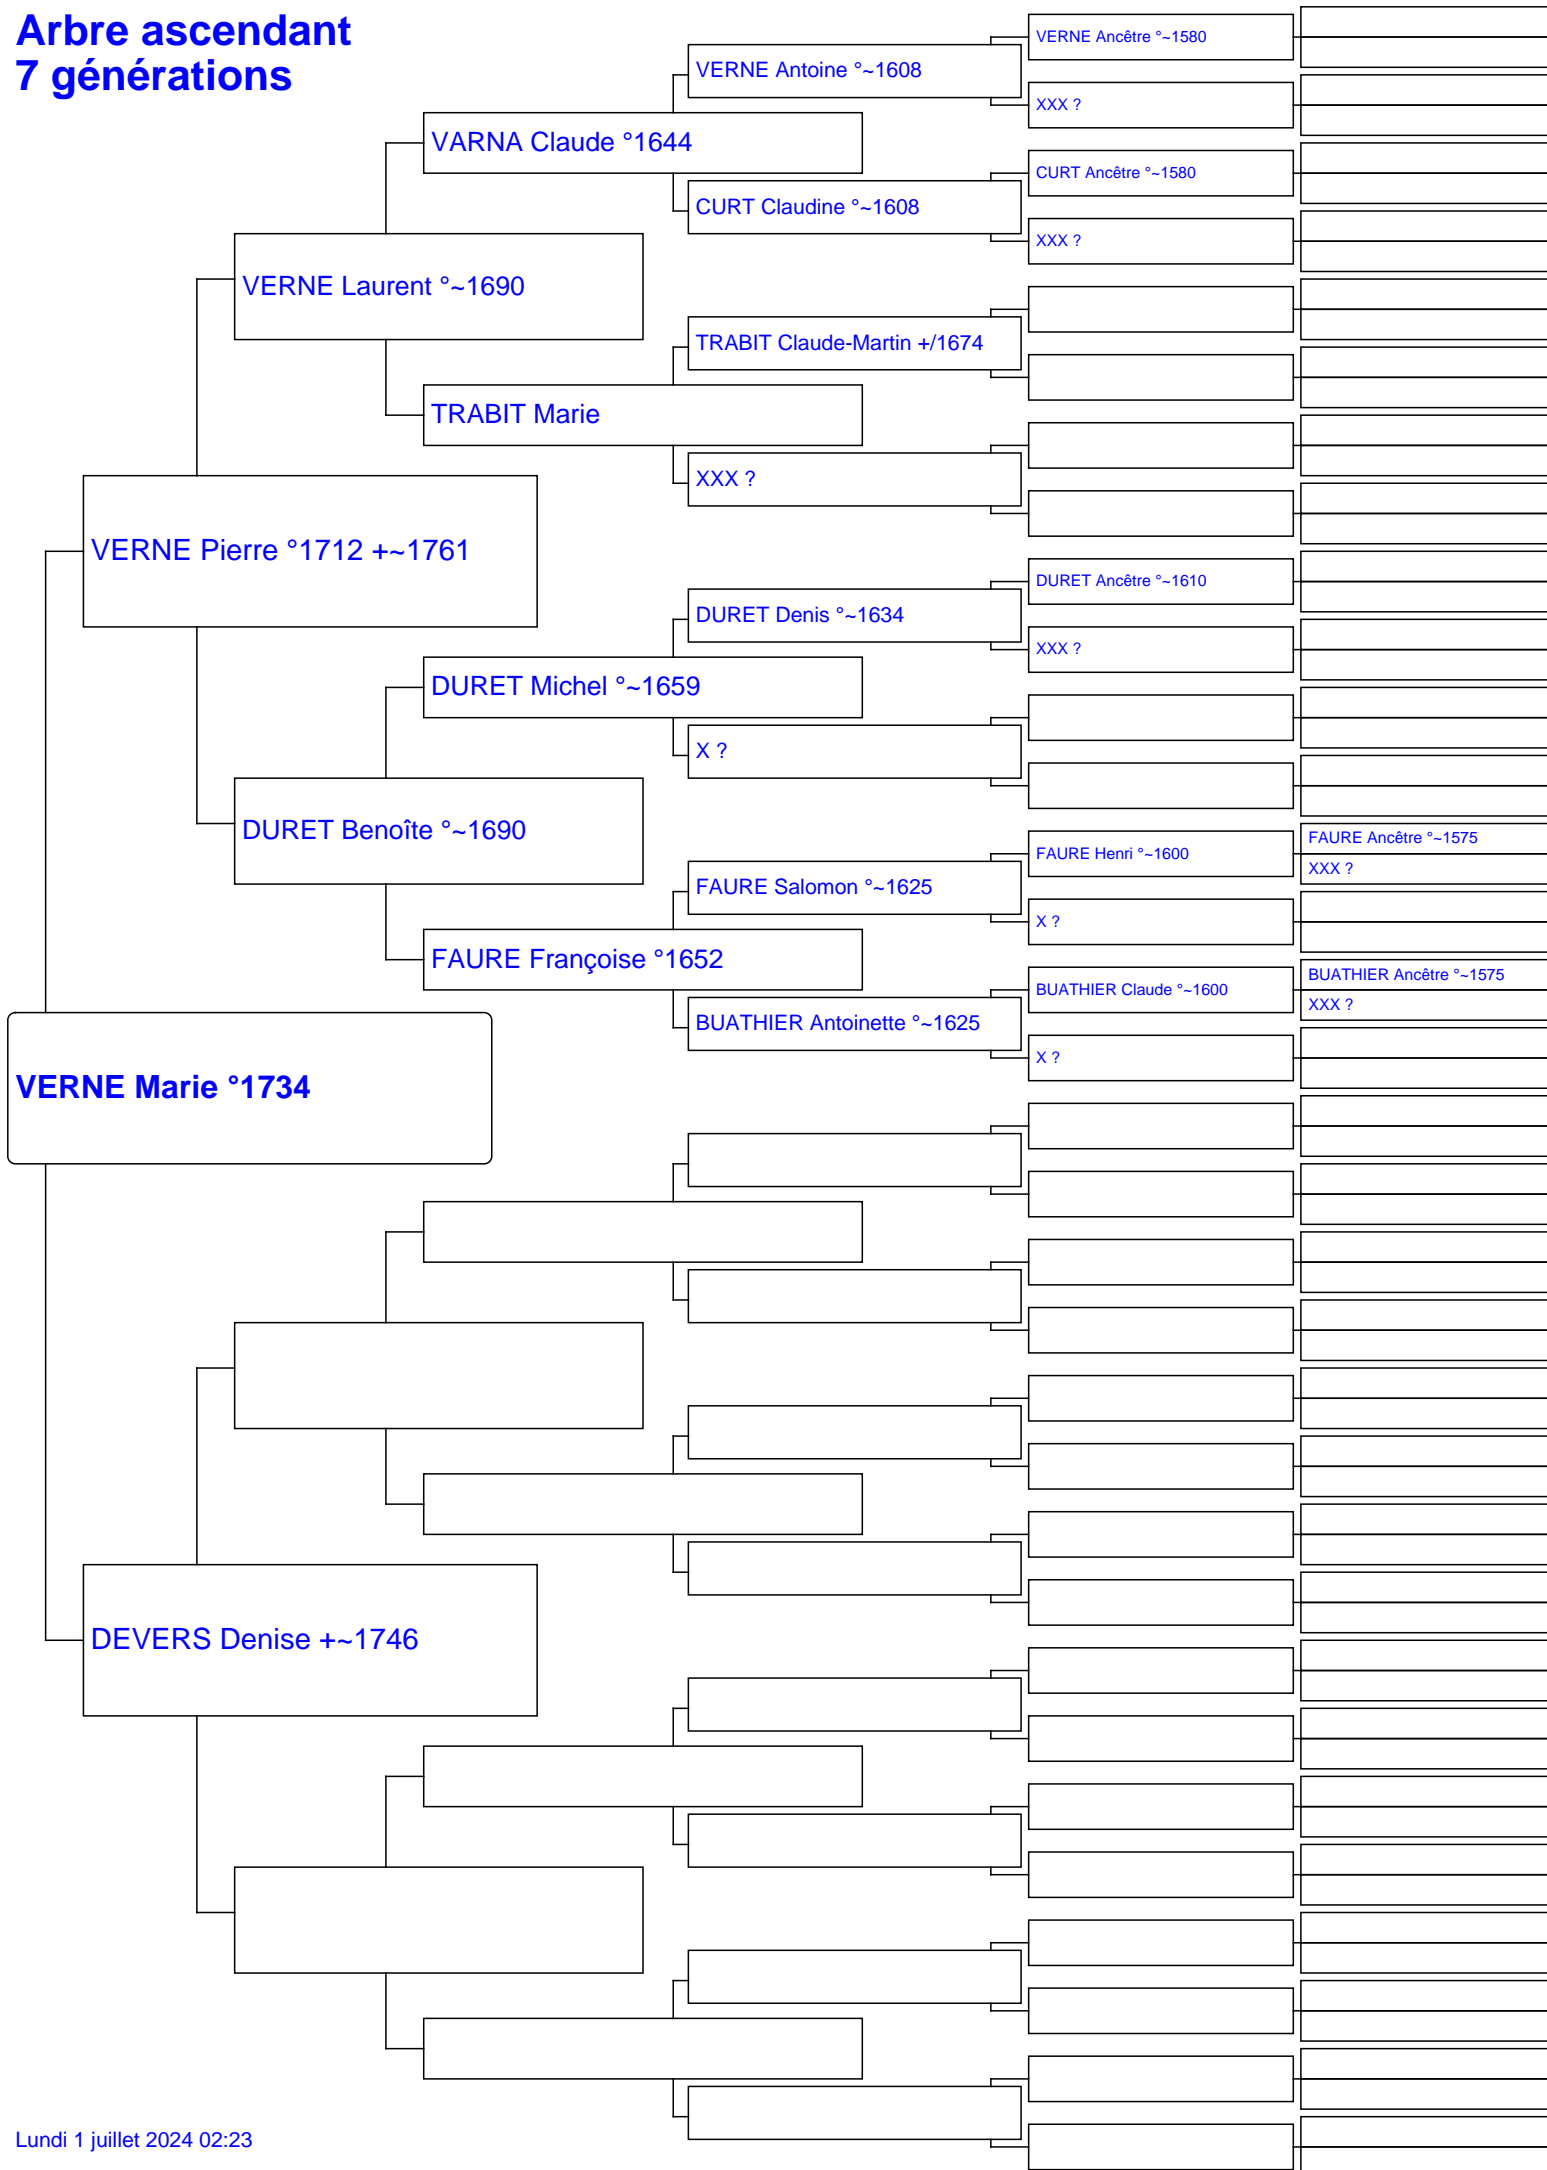 Arbre ascendant
7 générations
VERNE Ancêtre °~1580
VERNE Antoine °~1608
XXX ?
VARNA Claude °1644
CURT Ancêtre °~1580
CURT Claudine °~1608
XXX ?
VERNE Laurent °~1690
TRABIT Claude-Martin +/1674
TRABIT Marie
XXX ?
VERNE Pierre °1712 +~1761
DURET Ancêtre °~1610
DURET Denis °~1634
XXX ?
DURET Michel °~1659
X ?
DURET Benoîte °~1690
FAURE Ancêtre °~1575
FAURE Henri °~1600
XXX ?
FAURE Salomon °~1625
X ?
FAURE Françoise °1652
BUATHIER Ancêtre °~1575
BUATHIER Claude °~1600
XXX ?
BUATHIER Antoinette °~1625
X ?
VERNE Marie °1734
DEVERS Denise +~1746
Lundi 1 juillet 2024 02:23